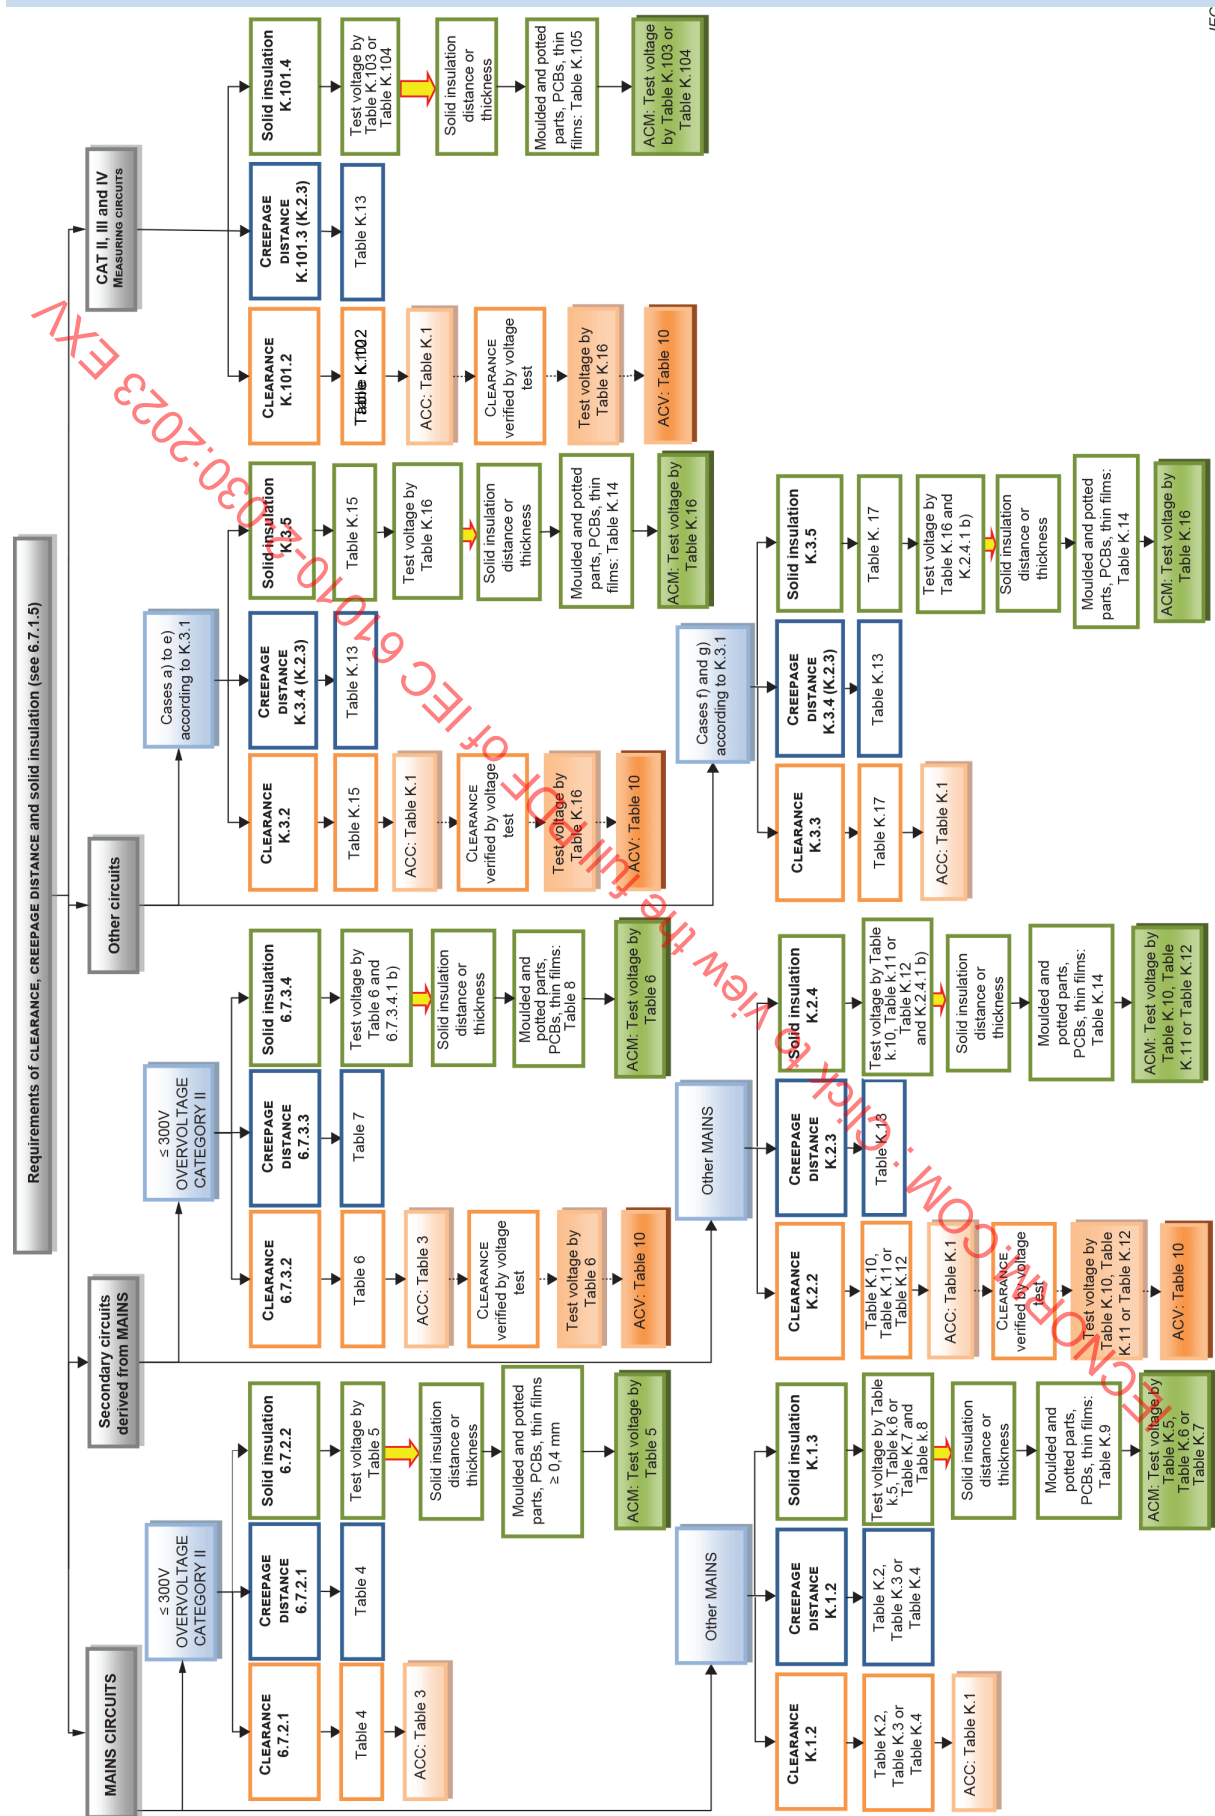 Requirements of CLEARANCE, CREEPAGE DISTANCE and solid insulation (see 6.7.1.5)
MAINS CIRCUITS
≤ 300V
OVERVOLTAGE
CATEGORY II
CLEARANCE
6.7.2.1
Table 4
ACC: Table 3
CREEPAGE
DISTANCE
6.7.2.1
Table 4
Solid insulation
6.7.2.2
Test voltage by
Table 5
Solid insulation
distance or
thickness
Moulded and potted
parts, PCBs, thin films
≥ 0,4 mm
ACM: Test voltage by
Table 5
Other MAINS
CLEARANCE
K.1.2
Table K.2,
Table K.3 or
Table K.4
ACC: Table K.1
CREEPAGE
DISTANCE
K.1.2
Table K.2,
Table K.3 or
Table K.4
Solid insulation
K.1.3
Test voltage by Table
k.5, Table k.6 or
Table K.7 and
Table k.8
Solid insulation
distance or
thickness
Moulded and
potted parts,
PCBs, thin films:
Table K.9
ACM: Test voltage by
Table K.5,
Table K.6 or
Table K.7
Secondary circuits
derived from MAINS
≤ 300V
OVERVOLTAGE
CATEGORY II
CLEARANCE
6.7.3.2
Table 6
ACC: Table 3
CLEARANCE
verified by voltage
test
Test voltage by
Table 6
ACV: Table 10
CREEPAGE
DISTANCE
6.7.3.3
Table 7
Solid insulation
6.7.3.4
Test voltage by
Table 6 and
6.7.3.4.1 b)
Solid insulation
distance or
thickness
Moulded and
potted parts,
PCBs, thin films:
Table 8
ACM: Test voltage by
Table 6
Other MAINS
CLEARANCE
K.2.2
Table K.10,
Table K.11 or
Table K.12
ACC: Table K.1
CLEARANCE
verified by voltage
test
Test voltage by
Table K.10, Table
K.11 or Table K.12
ACV: Table 10
CREEPAGE
DISTANCE
K.2.3
Table K.13
Solid insulation
K.2.4
Test voltage by Table
k.10, Table k.11 or
Table K.12
and K.2.4.1 b)
Solid insulation
distance or
thickness
Moulded and
potted parts,
PCBs, thin films:
Table K.14
ACM: Test voltage by
Table K.10, Table
K.11 or Table K.12
Other circuits
Cases a) to e)
according to K.3.1
CLEARANCE
K.3.2
Table K.15
ACC: Table K.1
CLEARANCE
verified by voltage
test
Test voltage by
Table K.16
ACV: Table 10
CREEPAGE
DISTANCE
K.3.4 (K.2.3)
Table K.13
Solid insulation
K.3.5
Table K.15
Test voltage by
Table K.16
Solid insulation
distance or
thickness
Moulded and potted
parts, PCBs, thin
films: Table K.14
ACM: Test voltage by
Table K.16
Cases f) and g)
according to K.3.1
CLEARANCE
K.3.3
Table K.17
ACC: Table K.1
CREEPAGE
DISTANCE
K.3.4 (K.2.3)
Table K.13
Solid insulation
K.3.5
Table K. 17
Test voltage by
Table K.16 and
K.2.4.1 b)
Solid insulation
distance or
thickness
Moulded and potted
parts, PCBs, thin films:
Table K.14
ACM: Test voltage by
Table K.16
CAT II, III and IV
MEASURING CIRCUITS
CLEARANCE
K.101.2
Table K.102
ACC: Table K.1
CLEARANCE
verified by voltage
test
Test voltage by
Table K.16
ACV: Table 10
CREEPAGE
DISTANCE
K.101.3 (K.2.3)
Table K.13
Solid insulation
K.101.4
Test voltage by
Table K.103 or
Table K.104
Solid insulation
distance or
thickness
Moulded and potted
parts, PCBs, thin
films: Table K.105
ACM: Test voltage
by Table K.103 or
Table K.104
IEC
IECNORM.COM : Click to view the full PDF of IEC 61010-2-030:2023 EXV